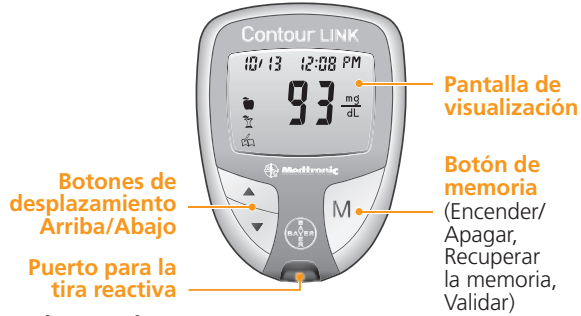 Contour LINK
10/13 12:08 PM
93 mg
dL
Pantalla de
visualización
Medtronic
Botones de
desplazamiento
Arriba/Abajo
M
BAYER
BAYER
Botón de
memoria
(Encender/
Apagar,
Recuperar
la memoria,
Validar)
Puerto para la
tira reactiva